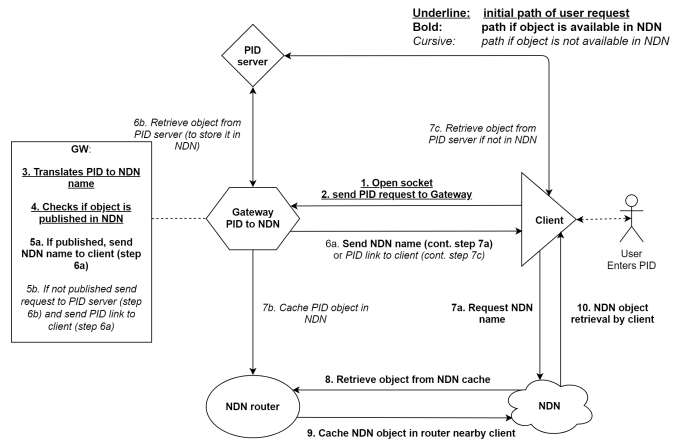 Underline: initial path of user request
Bold: path if object is available in NDN
Cursive: path if object is not available in NDN
PID
server
6b. Retrieve object from
PID server (to store it in
NDN)
7c. Retrieve object from
PID server if not in NDN
GW:
3. Translates PID to NDN
name
4. Checks if object is
published in NDN
5a. If published, send
NDN name to client (step
6a)
5b. If not published send
request to PID server (step
6b) and send PID link to
client (step 6a)
1. Open socket
2. send PID request to Gateway
Gateway
PID to NDN
Client
6a. Send NDN name (cont. step 7a)
or PID link to client (cont. step 7c)
User
Enters PID
7b. Cache PID object in
NDN
7a. Request NDN
name
10. NDN object
retrieval by client
8. Retrieve object from NDN cache
NDN router
NDN
9. Cache NDN object in router nearby client